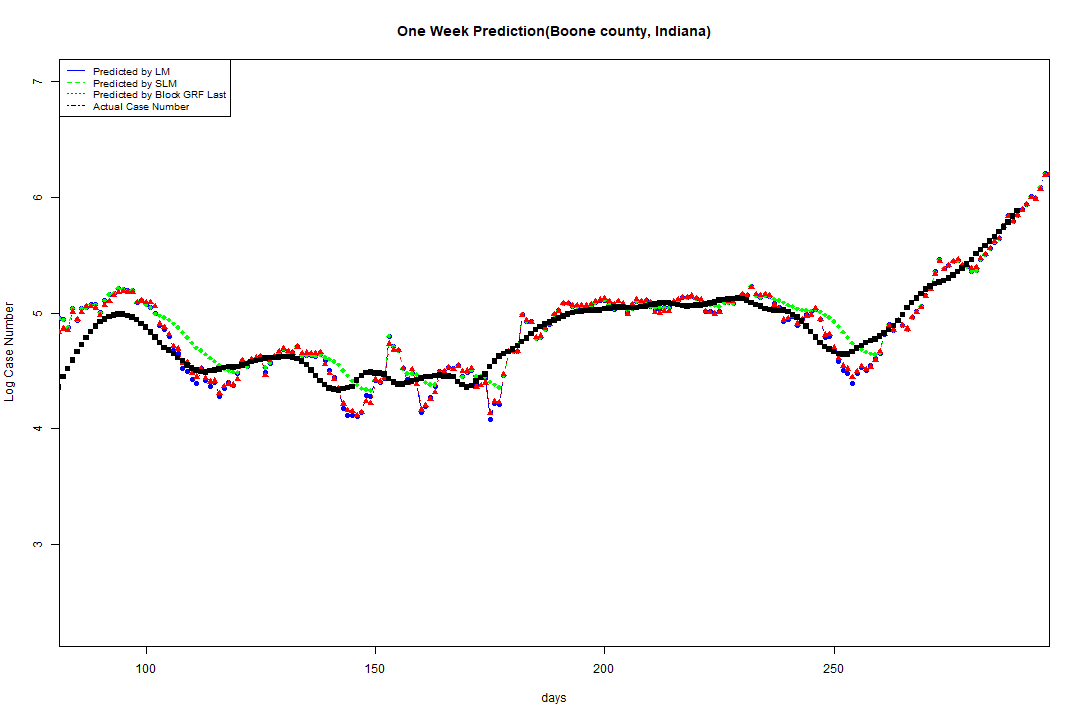 One Week Prediction(Boone county, Indiana)
Predicted by LM
Predicted by SLM
Predicted by Block GRF Last
Actual Case Number
7
6
5
4
3
Log Case Number
100 150 200 250
days